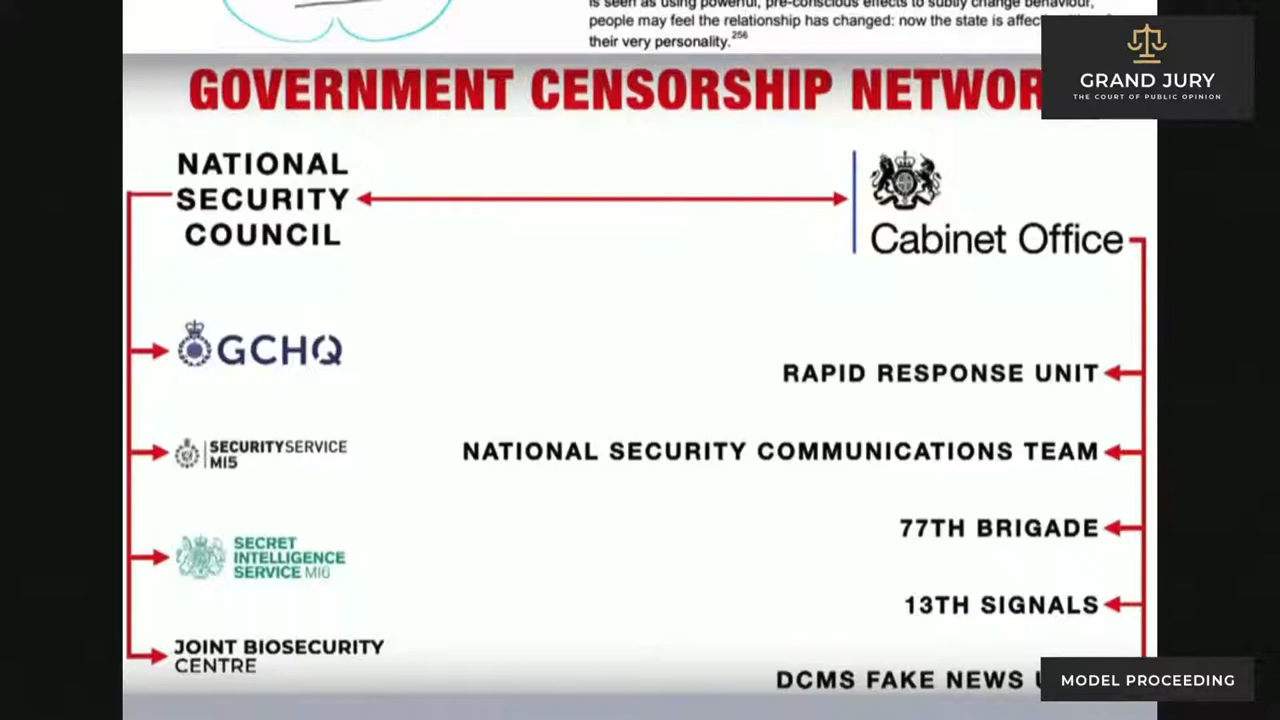 is seen as using powerful, pre-conscious effects to subtly change behaviour,
people may feel the relationship has changed: now the state is
their very personality.256
GRAND JURY
THE COURT OF PUBLIC OPINION
GOVERNMENT CENSORSHIP NETWOR
NATIONAL
SECURITY
COUNCIL
Cabinet Office
GCHQ
RAPID RESPONSE UNIT
SECURITYSERVICE
MI5
NATIONAL SECURITY COMMUNICATIONS TEAM
77TH BRIGADE
SECRET
INTELLIGENCE
SERVICE MI6
13TH SIGNALS
JOINT BIOSECURITY
CENTRE
DCMS FAKE NEWS
MODEL PROCEEDING